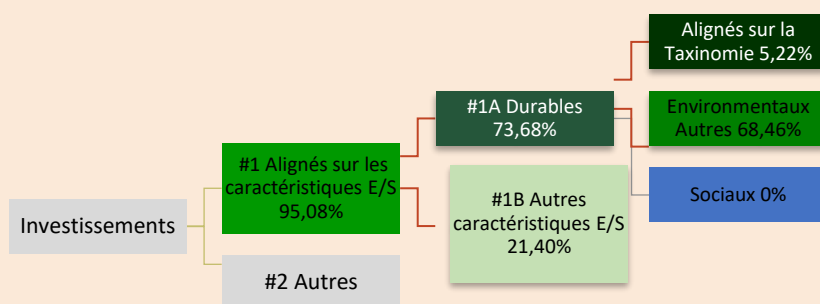 Investissements
#1 Alignés sur les
caractéristiques E/S
95,08%
#2 Autres
#1A Durables
73,68%
#1B Autres
caractéristiques E/S
21,40%
Alignés sur la
Taxinomie 5,22%
Environmentaux
Autres 68,46%
Sociaux 0%